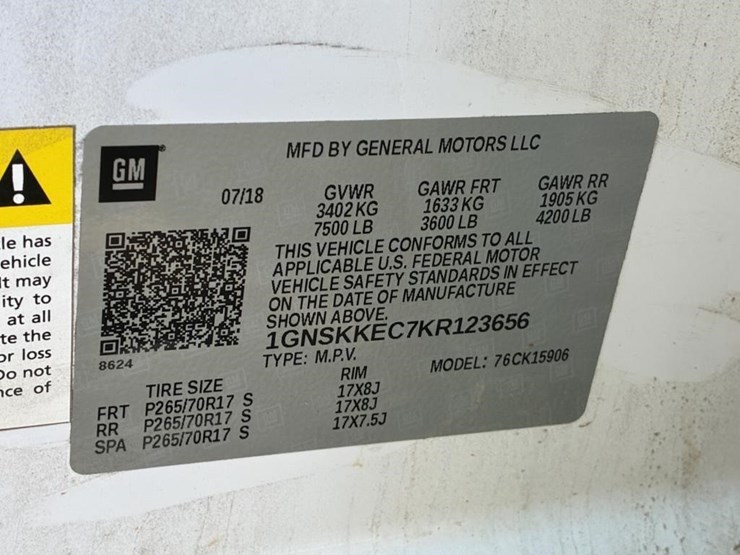 GM
MFD BY GENERAL MOTORS LLC
07/18
GVWR GAWR FRT GAWR RR
3402 KG 1633 KG 1905 KG
7500 LB 3600 LB 4200 LB
THIS VEHICLE CONFORMS TO ALL
APPLICABLE U.S. FEDERAL MOTOR
VEHICLE SAFETY STANDARDS IN EFFECT
ON THE DATE OF MANUFACTURE
SHOWN ABOVE.
1GNSKKEC7KR123656
8624
TYPE: M.P.V. MODEL: 76CK15906
TIRE SIZE RIM
FRT P265/70R17 S 17X8J
RR P265/70R17 S 17X8J
SPA P265/70R17 S 17X7.5J
!
le has
ehicle
It may
ity to
at all
te the
or loss
Do not
nce of